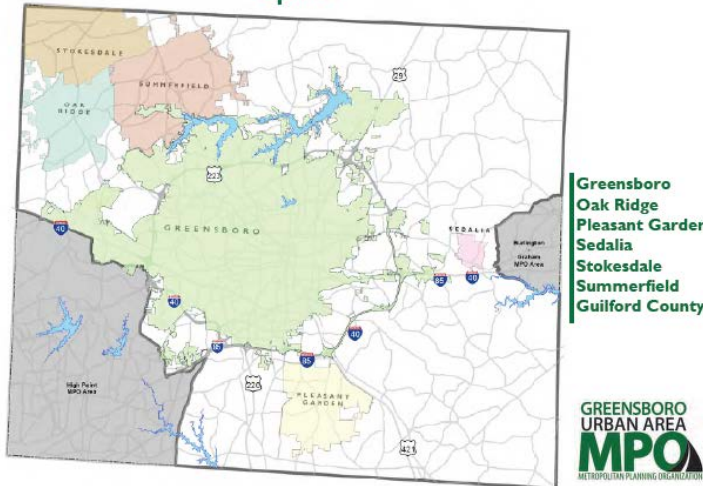 STOKESDALE
SUMMERFIELD
OAK
RIDGE
29
220
GREENSBORO
40
SEDALIA
Burlington
Graham
MPO Area
85
40
40
85
40
85
220
High Point
MPO Area
PLEASANT
GARDEN
421
Greensboro
Oak Ridge
Pleasant Garden
Sedalia
Stokesdale
Summerfield
Guilford County
GREENSBORO
URBAN AREA
MPO
METROPOLITAN PLANNING ORGANIZATION